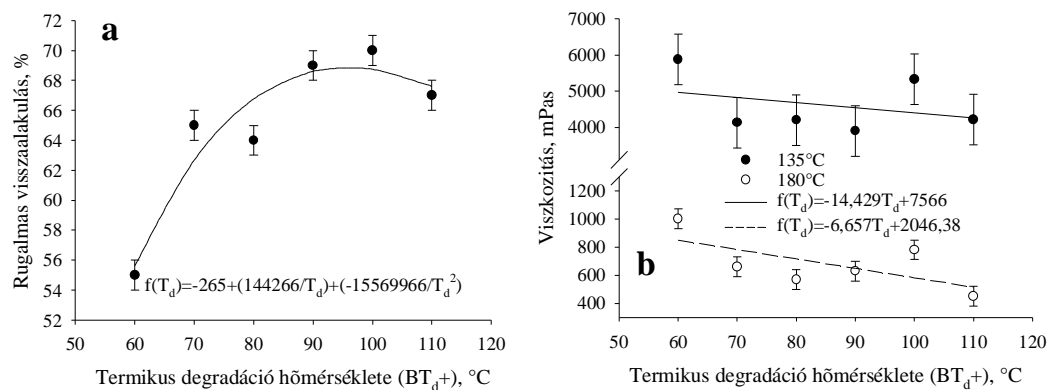 a
Rugalmas visszaalakulás, %
72
70
68
66
64
62
60
58
56
54
52
f(T_d)=-265+(144266/T_d)+(-15569966/T_d^2)
50 60 70 80 90 100 110 120
Termikus degradáció hõmérséklete (BT_d+), °C
Viszkozitás, mPas
7000
6000
5000
4000
1000
800
600
400
135°C
180°C
f(T_d)=-14,429T_d+7566
f(T_d)=-6,657T_d+2046,38
b
50 60 70 80 90 100 110 120
Termikus degradáció hõmérséklete (BT_d+), °C